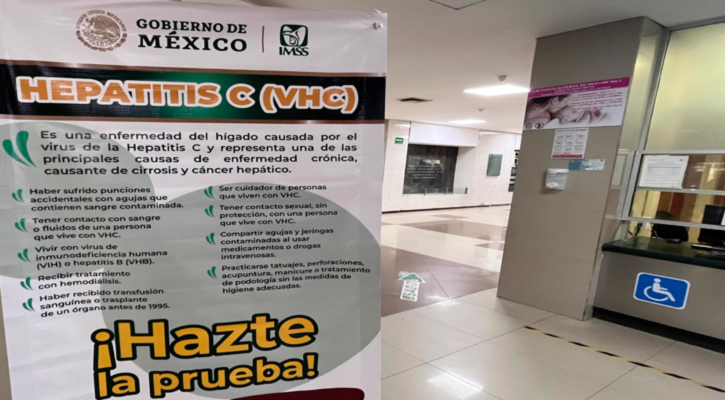 GOBIERNO DE
MÉXICO
IMSS
HEPATITIS C (VHC)
Es una enfermedad del hígado causada por el
virus de la Hepatitis C y representa una de las
principales causas de enfermedad crónica,
causante de cirrosis y cáncer hepático.
Haber sufrido punciones
accidentales con agujas que
contienen sangre contaminada.
Tener contacto con sangre
o fluidos de una persona
que vive con VHC.
Vivir con virus de
inmunodeficiencia humana
(VIH) o hepatitis B (VHB).
Recibir tratamiento
con hemodiálisis.
Haber recibido transfusión
sanguínea o trasplante
de un órgano antes de 1995.
Ser cuidador de personas
que viven con VHC.
Tener contacto sexual, sin
protección, con una persona
que vive con VHC.
Compartir agujas y jeringas
contaminadas al usar
medicamentos o drogas
intravenosas.
Practicarse tatuajes, perforaciones,
acupuntura, manicure o tratamiento
de podología sin las medidas de
higiene adecuadas.
¡Hazte
la prueba!